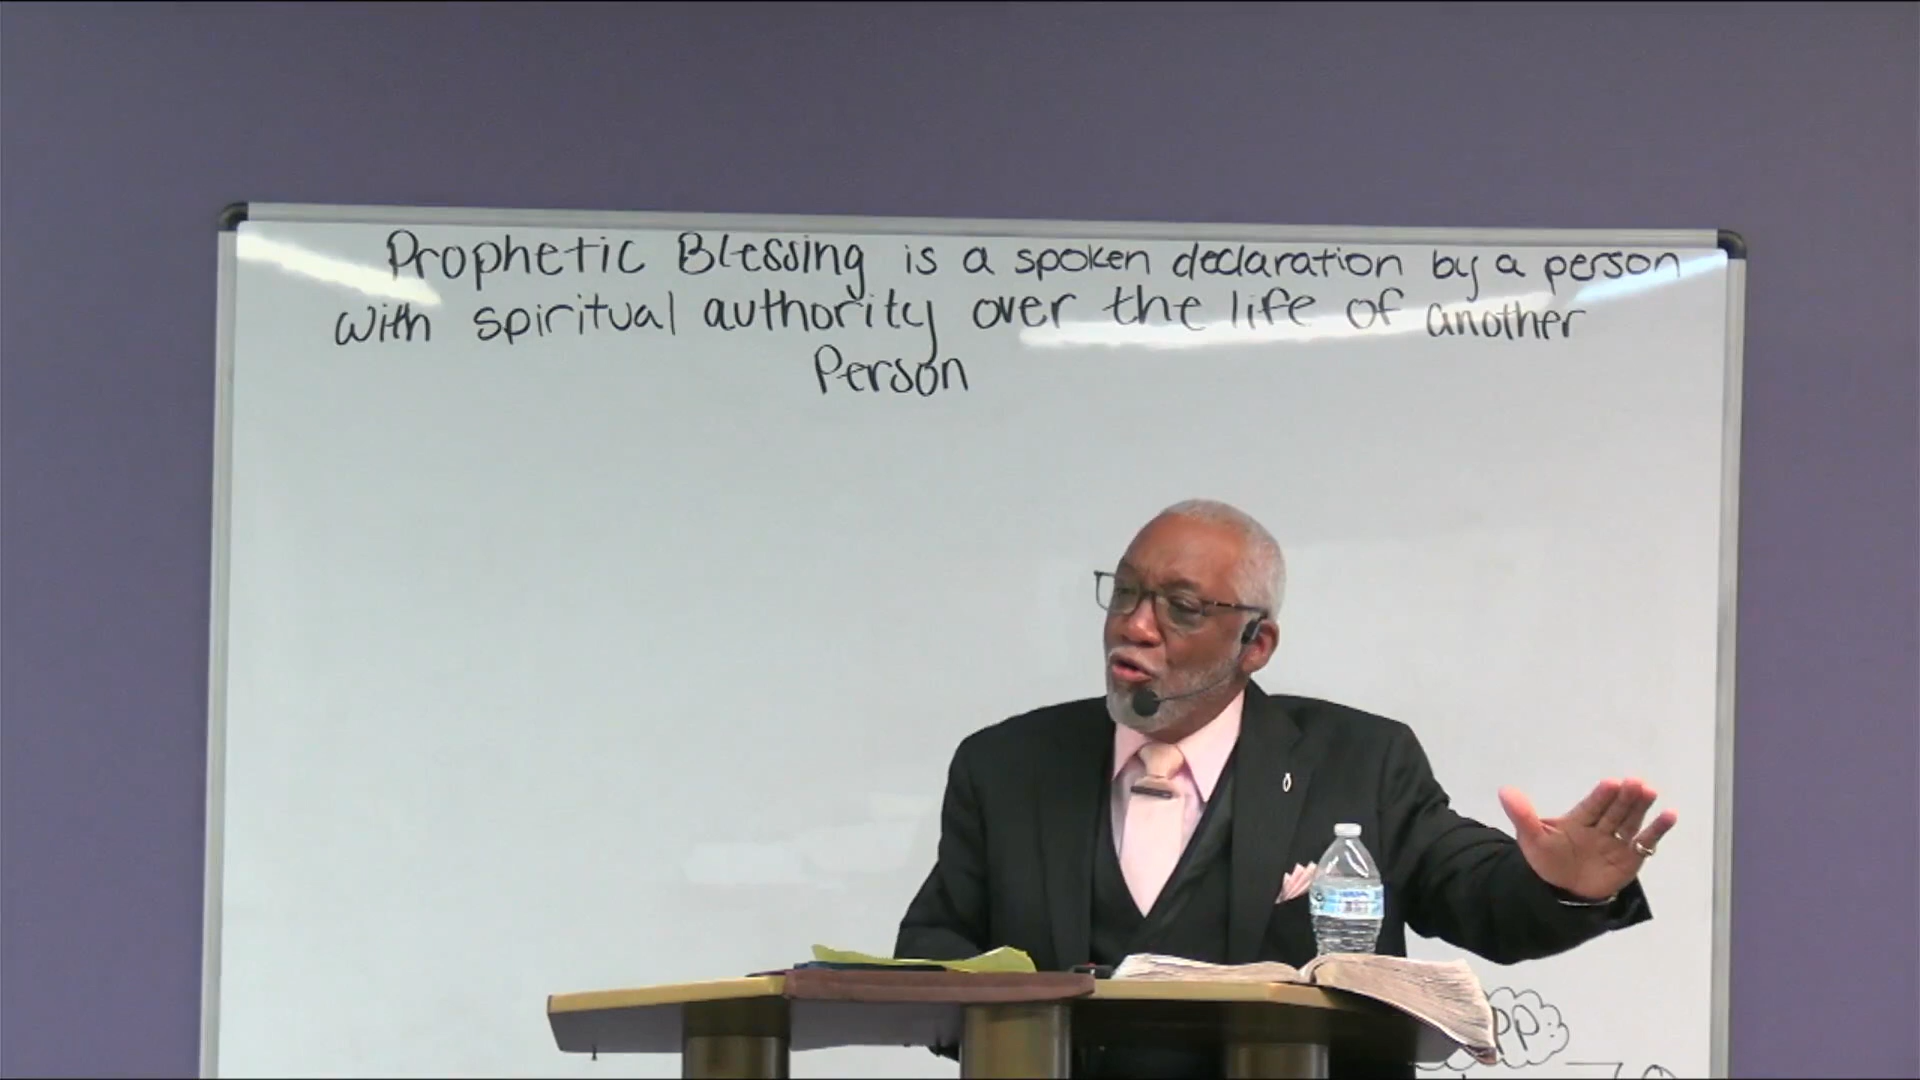 Prophetic Blessing is a spoken declaration by a person
with spiritual authority over the life of another
Person